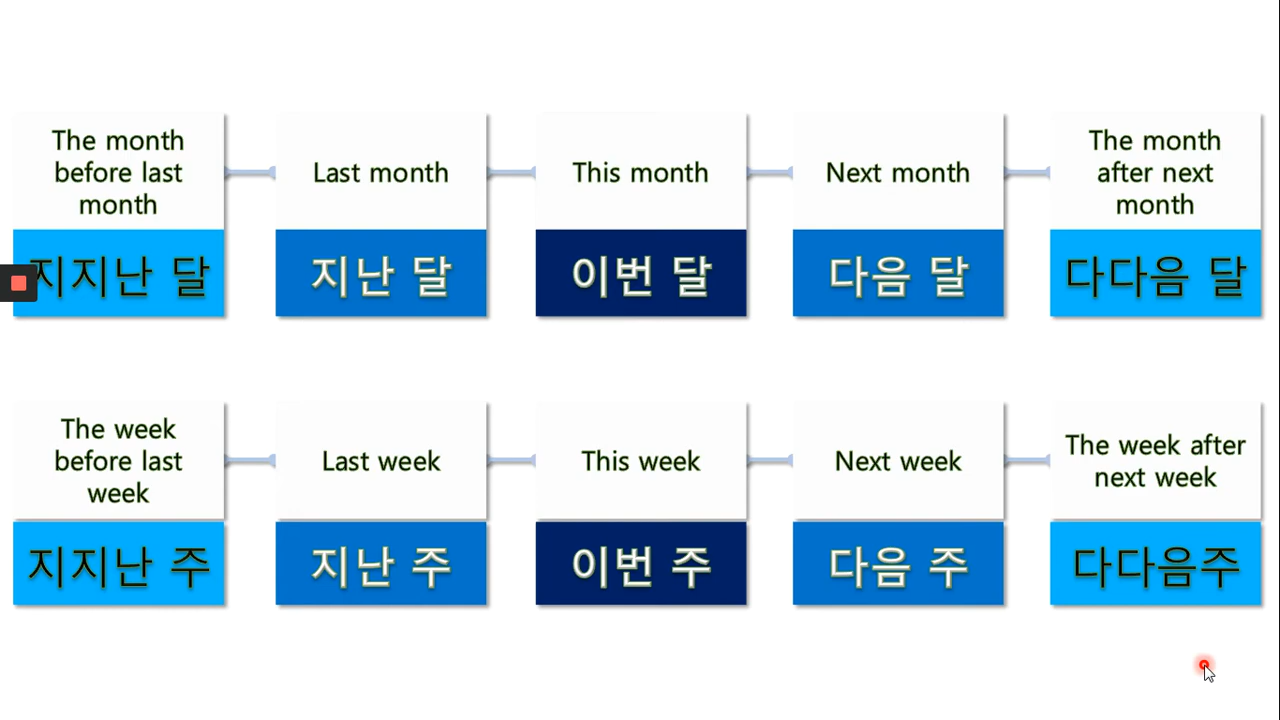 The month
before last
month
Last month
This month
Next month
The month
after next
month
지지난 달
지난 달
이번 달
다음 달
다다음 달
The week
before last
week
Last week
This week
Next week
The week after
next week
지지난 주
지난 주
이번 주
다음 주
다다음주